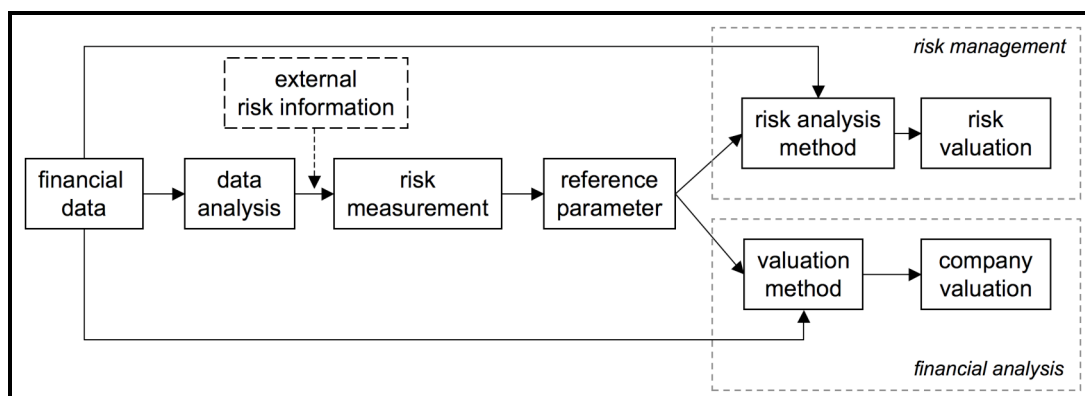 risk management
external
risk information
risk analysis
method
risk
valuation
financial
data
data
analysis
risk
measurement
reference
parameter
valuation
method
company
valuation
financial analysis